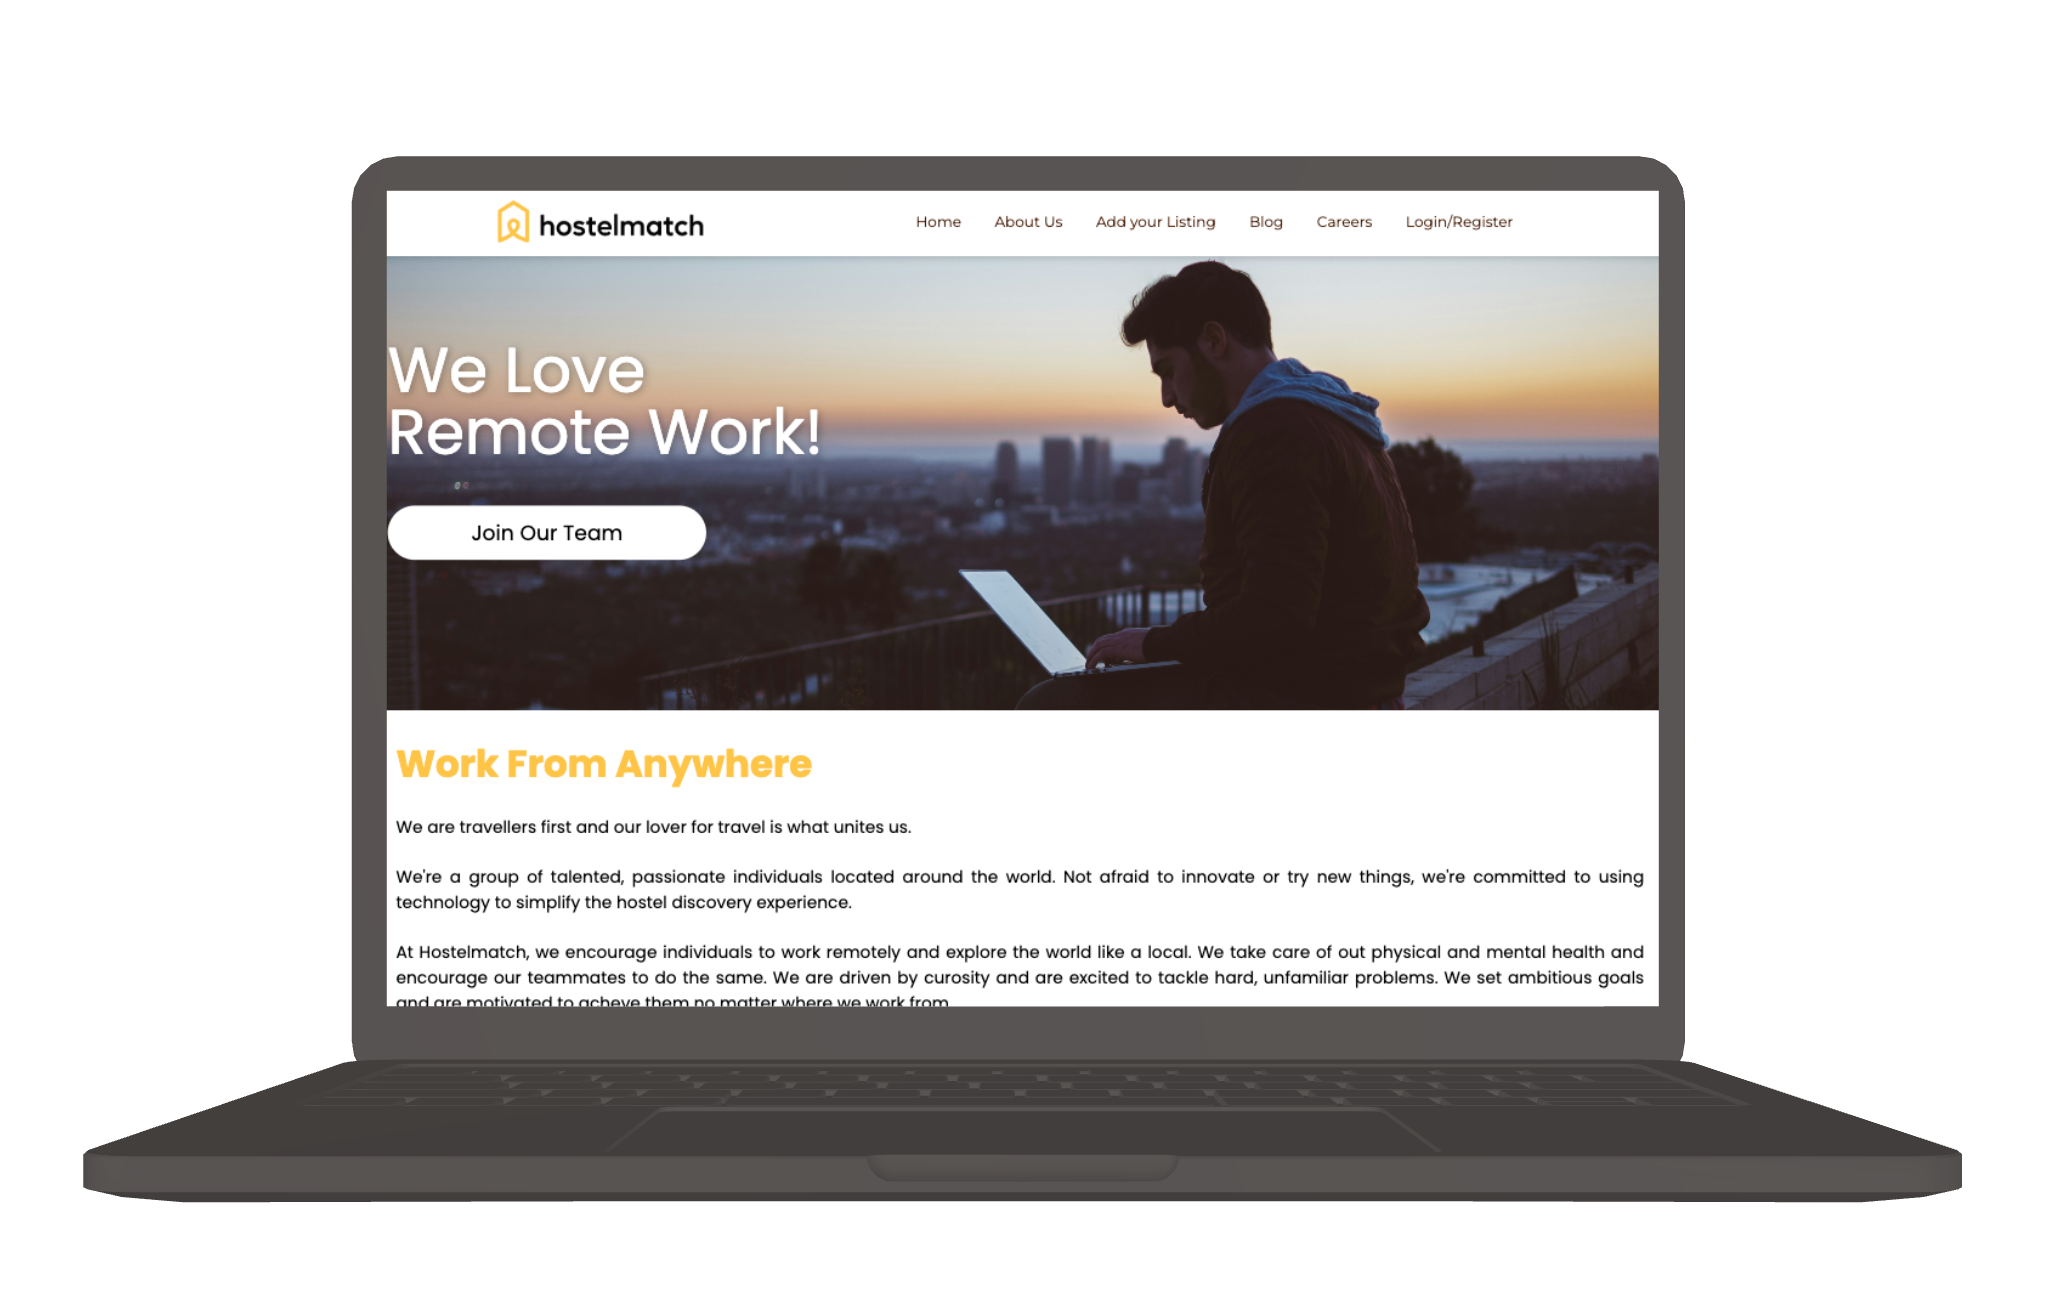 hostelmatch
Home About Us Add your Listing Blog Careers Login/Register
We Love
Remote Work!
Join Our Team
Work From Anywhere
We are travellers first and our lover for travel is what unites us.
We're a group of talented, passionate individuals located around the world. Not afraid to innovate or try new things, we're committed to using
technology to simplify the hostel discovery experience.
At Hostelmatch, we encourage individuals to work remotely and explore the world like a local. We take care of out physical and mental health and
encourage our teammates to do the same. We are driven by curosity and are excited to tackle hard, unfamiliar problems. We set ambitious goals
and are motivated to acheve them no matter where we work from